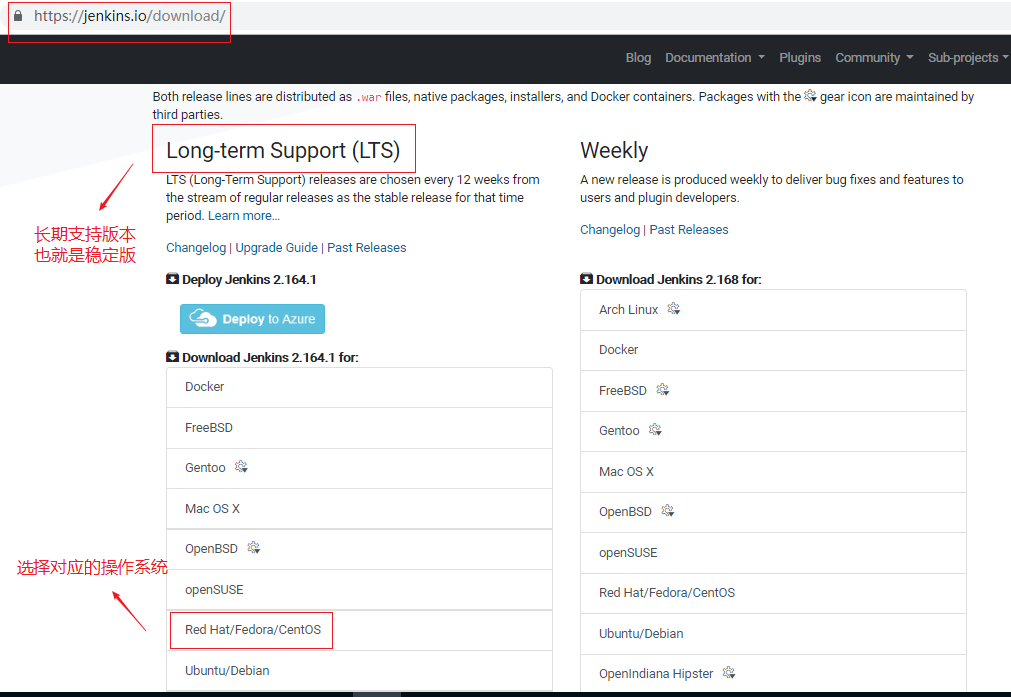 https://jenkins.io/download/
Blog Documentation Plugins Community Sub-projects
Both release lines are distributed as .war files, native packages, installers, and Docker containers. Packages with the gear icon are maintained by
third parties.
Long-term Support (LTS)
LTS (Long-Term Support) releases are chosen every 12 weeks from
the stream of regular releases as the stable release for that time
period. Learn more...
Changelog | Upgrade Guide | Past Releases
Deploy Jenkins 2.164.1
Deploy to Azure
Download Jenkins 2.164.1 for:
Docker
FreeBSD
Gentoo
Mac OS X
OpenBSD
openSUSE
Red Hat/Fedora/CentOS
Ubuntu/Debian
长期支持版本
也就是稳定版
选择对应的操作系统
Weekly
A new release is produced weekly to deliver bug fixes and features to
users and plugin developers.
Changelog | Past Releases
Download Jenkins 2.168 for:
Arch Linux
Docker
FreeBSD
Gentoo
Mac OS X
OpenBSD
openSUSE
Red Hat/Fedora/CentOS
Ubuntu/Debian
OpenIndiana Hipster